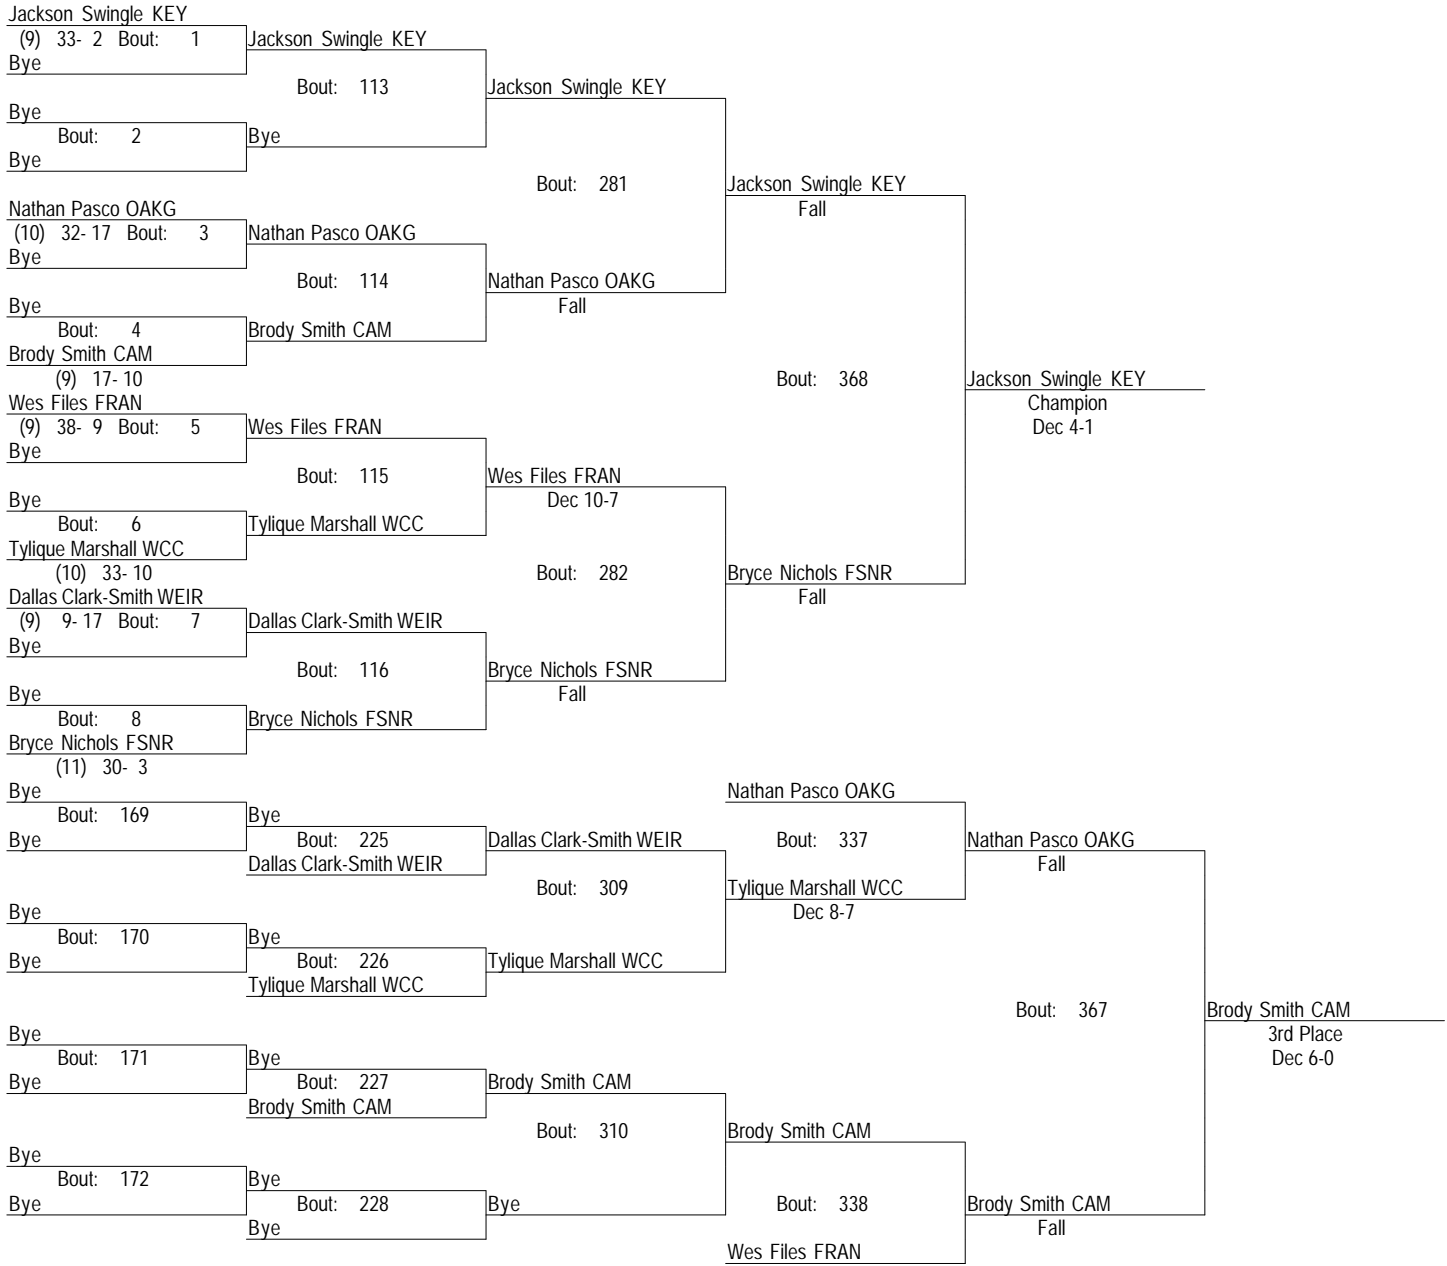 Jackson Swingle KEY
(9) 33- 2 Bout: 1 Jackson Swingle KEY
Bye
Bout: 113 Jackson Swingle KEY
Bye
Bout: 2 Bye
Bye
Bout: 281 Jackson Swingle KEY
Nathan Pasco OAKG Fall
(10) 32- 17 Bout: 3 Nathan Pasco OAKG
Bye
Bout: 114 Nathan Pasco OAKG
Bye Fall
Bout: 4 Brody Smith CAM
Brody Smith CAM
(9) 17- 10 Bout: 368 Jackson Swingle KEY
Wes Files FRAN Champion
(9) 38- 9 Bout: 5 Wes Files FRAN Dec 4-1
Bye
Bout: 115 Wes Files FRAN
Bye Dec 10-7
Bout: 6 Tylique Marshall WCC
Tylique Marshall WCC
(10) 33- 10 Bout: 282 Bryce Nichols FSNR
Dallas Clark-Smith WEIR Fall
(9) 9- 17 Bout: 7 Dallas Clark-Smith WEIR
Bye
Bout: 116 Bryce Nichols FSNR
Bye Fall
Bout: 8 Bryce Nichols FSNR
Bryce Nichols FSNR
(11) 30- 3
Bye Nathan Pasco OAKG
Bout: 169 Bye
Bye Bout: 225 Dallas Clark-Smith WEIR Bout: 337 Nathan Pasco OAKG
Dallas Clark-Smith WEIR Fall
Bout: 309 Tylique Marshall WCC
Bye Dec 8-7
Bout: 170 Bye
Bye Bout: 226 Tylique Marshall WCC
Tylique Marshall WCC
Bout: 367 Brody Smith CAM
Bye 3rd Place
Bout: 171 Bye Dec 6-0
Bye Bout: 227 Brody Smith CAM
Brody Smith CAM
Bout: 310 Brody Smith CAM
Bye
Bout: 172 Bye
Bye Bout: 228 Bye Bout: 338 Brody Smith CAM
Bye Fall
Wes Files FRAN